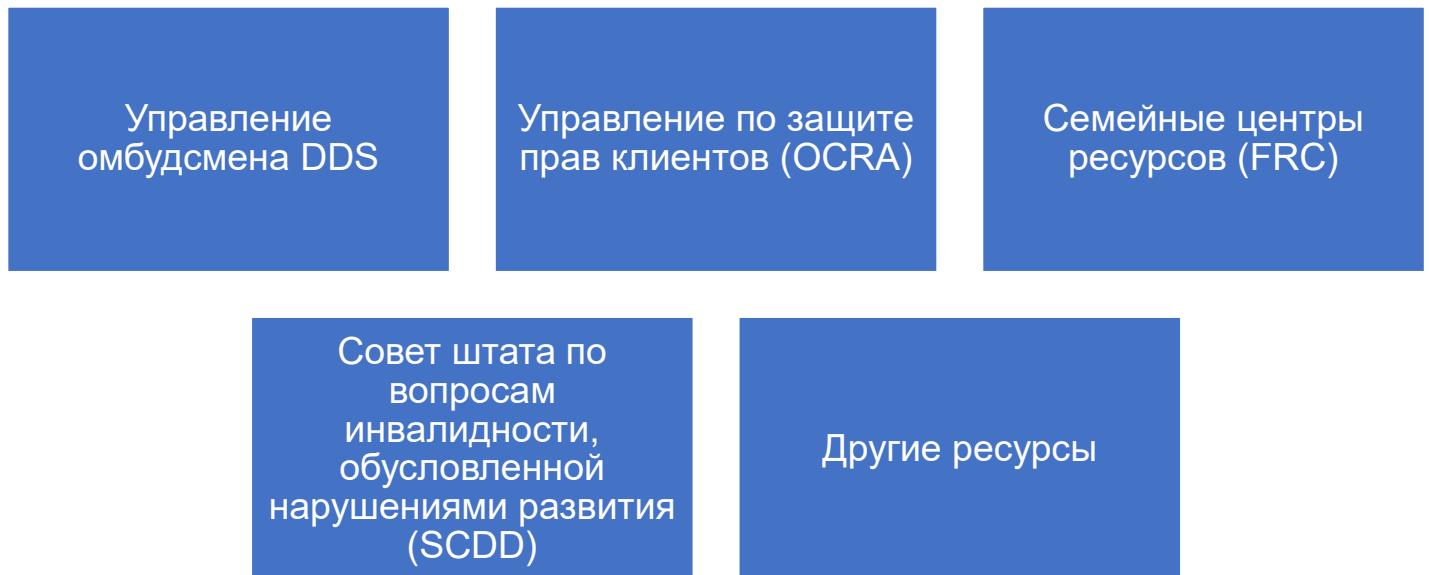 Управление
омбудсмена DDS
Управление по защите
прав клиентов (OCRA)
Семейные центры
ресурсов (FRC)
Совет штата по
вопросам
инвалидности,
обусловленной
нарушениями развития
(SCDD)
Другие ресурсы